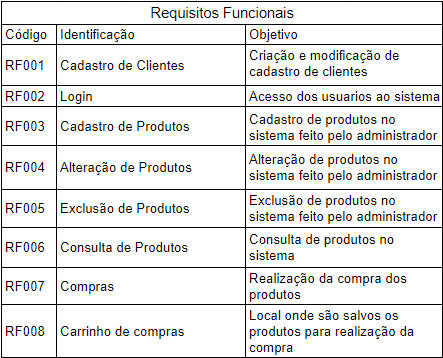 Requisitos Funcionais
Código Identificação Objetivo
RF001 Cadastro de Clientes Criação e modificação de
cadastro de clientes
RF002 Login Acesso dos usuarios ao sistema
RF003 Cadastro de Produtos Cadastro de produtos no
sistema feito pelo administrador
RF004 Alteração de Produtos Alteração de produtos no
sistema feito pelo administrador
RF005 Exclusão de Produtos Exclusão de produtos no
sistema feito pelo administrador
RF006 Consulta de Produtos Consulta de produtos no
sistema
RF007 Compras Realização da compra dos
produtos
RF008 Carrinho de compras Local onde são salvos os
produtos para realização da
compra